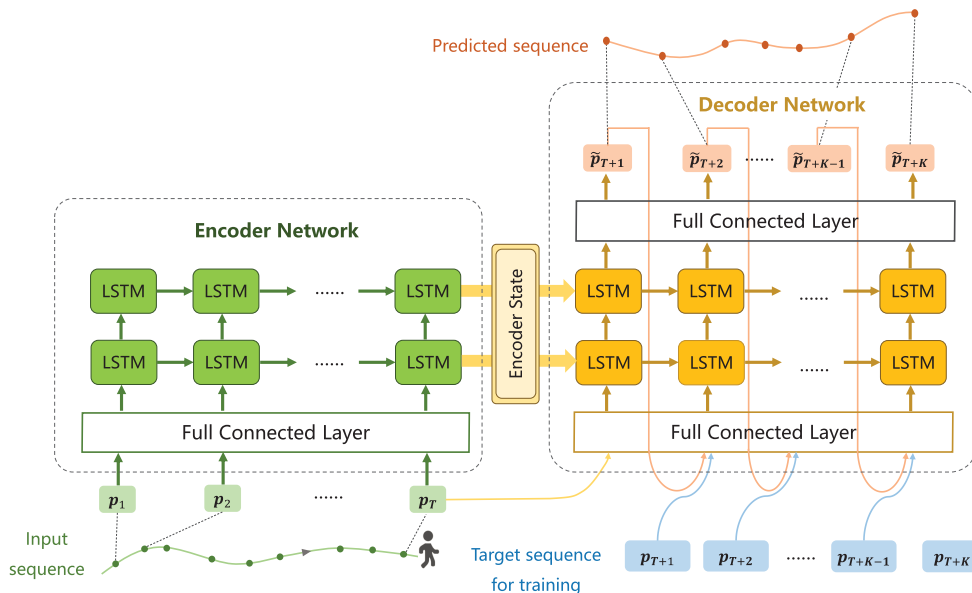 Predicted sequence
Decoder Network
p̃T+1 p̃T+2 ...... p̃T+K-1 p̃T+K
Full Connected Layer
Encoder Network
LSTM LSTM ...... LSTM
Encoder State
LSTM LSTM ...... LSTM
LSTM LSTM ...... LSTM
LSTM LSTM ...... LSTM
Full Connected Layer
Full Connected Layer
p1 p2 ...... pT
Input
sequence
Target sequence
for training
pT+1 pT+2 ...... pT+K-1 pT+K